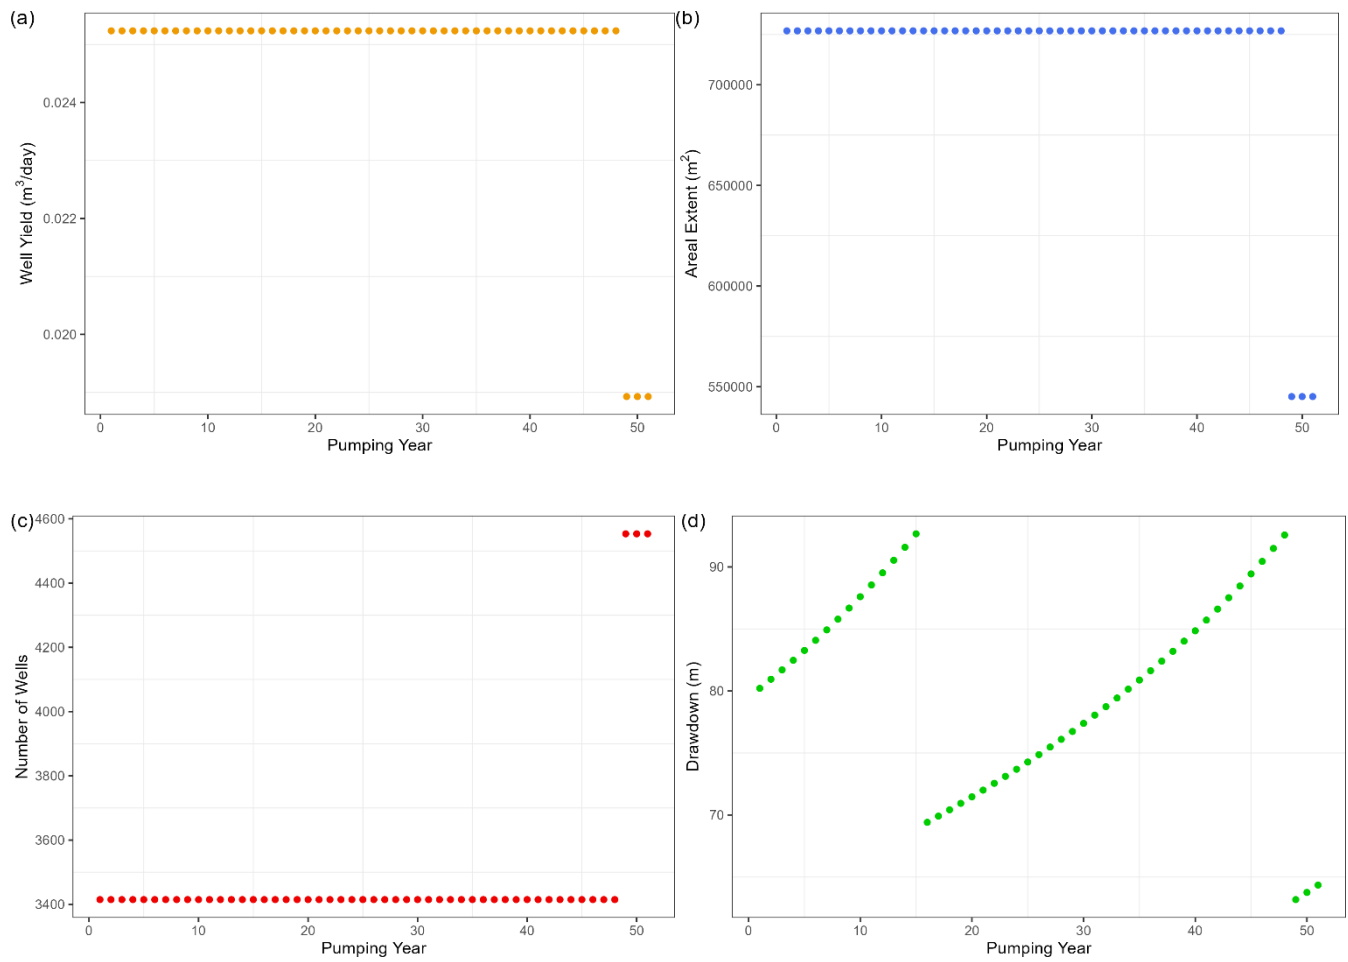 (a)
0.024
0.022
0.020
Well Yield (m³/day)
0 10 20 30 40 50
Pumping Year
(b)
700000
650000
600000
550000
Areal Extent (m²)
0 10 20 30 40 50
Pumping Year
(c)
4600
4400
4200
4000
3800
3600
3400
Number of Wells
0 10 20 30 40 50
Pumping Year
(d)
90
80
70
Drawdown (m)
0 10 20 30 40 50
Pumping Year